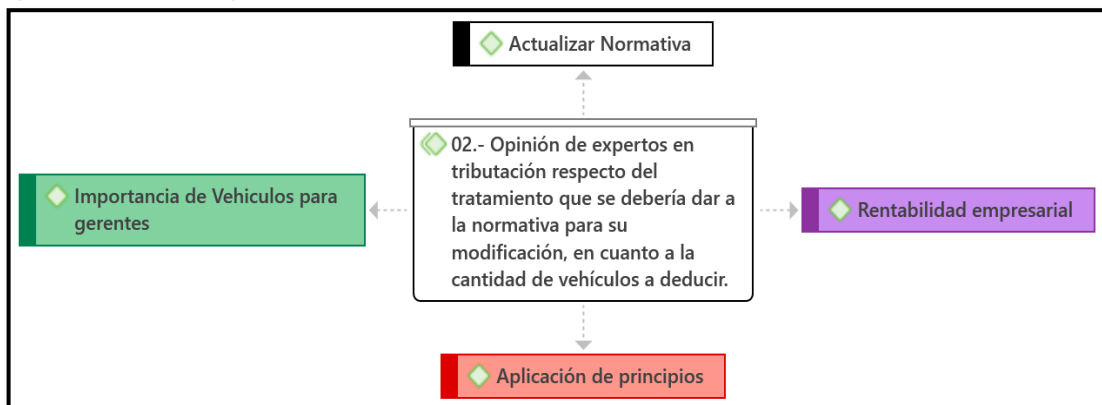 Actualizar Normativa
02.- Opinión de expertos en
tributación respecto del
tratamiento que se debería dar a
la normativa para su
modificación, en cuanto a la
cantidad de vehículos a deducir.
Importancia de Vehiculos para
gerentes
Rentabilidad empresarial
Aplicación de principios